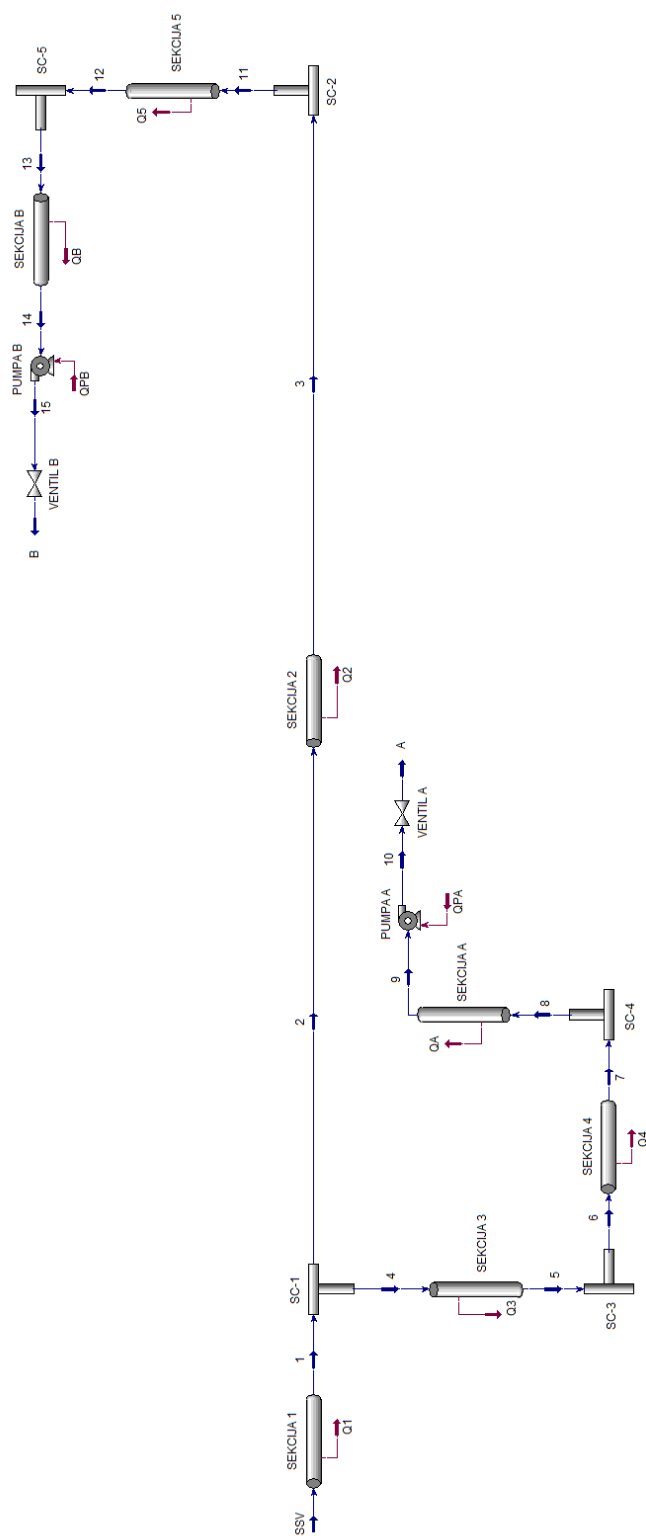 SSV
SEKCIJA 1
Q1
1
SC-1
2
SEKCIJA 2
Q2
3
SC-2
11
SEKCIJA 5
Q5
12
SC-5
13
SEKCIJA B
QB
14
PUMPA B
QPB
15
VENTIL B
B
4
SEKCIJA 3
Q3
5
SC-3
6
SEKCIJA 4
Q4
7
SC-4
8
SEKCIJA A
QA
9
PUMPA A
QPA
10
VENTIL A
A